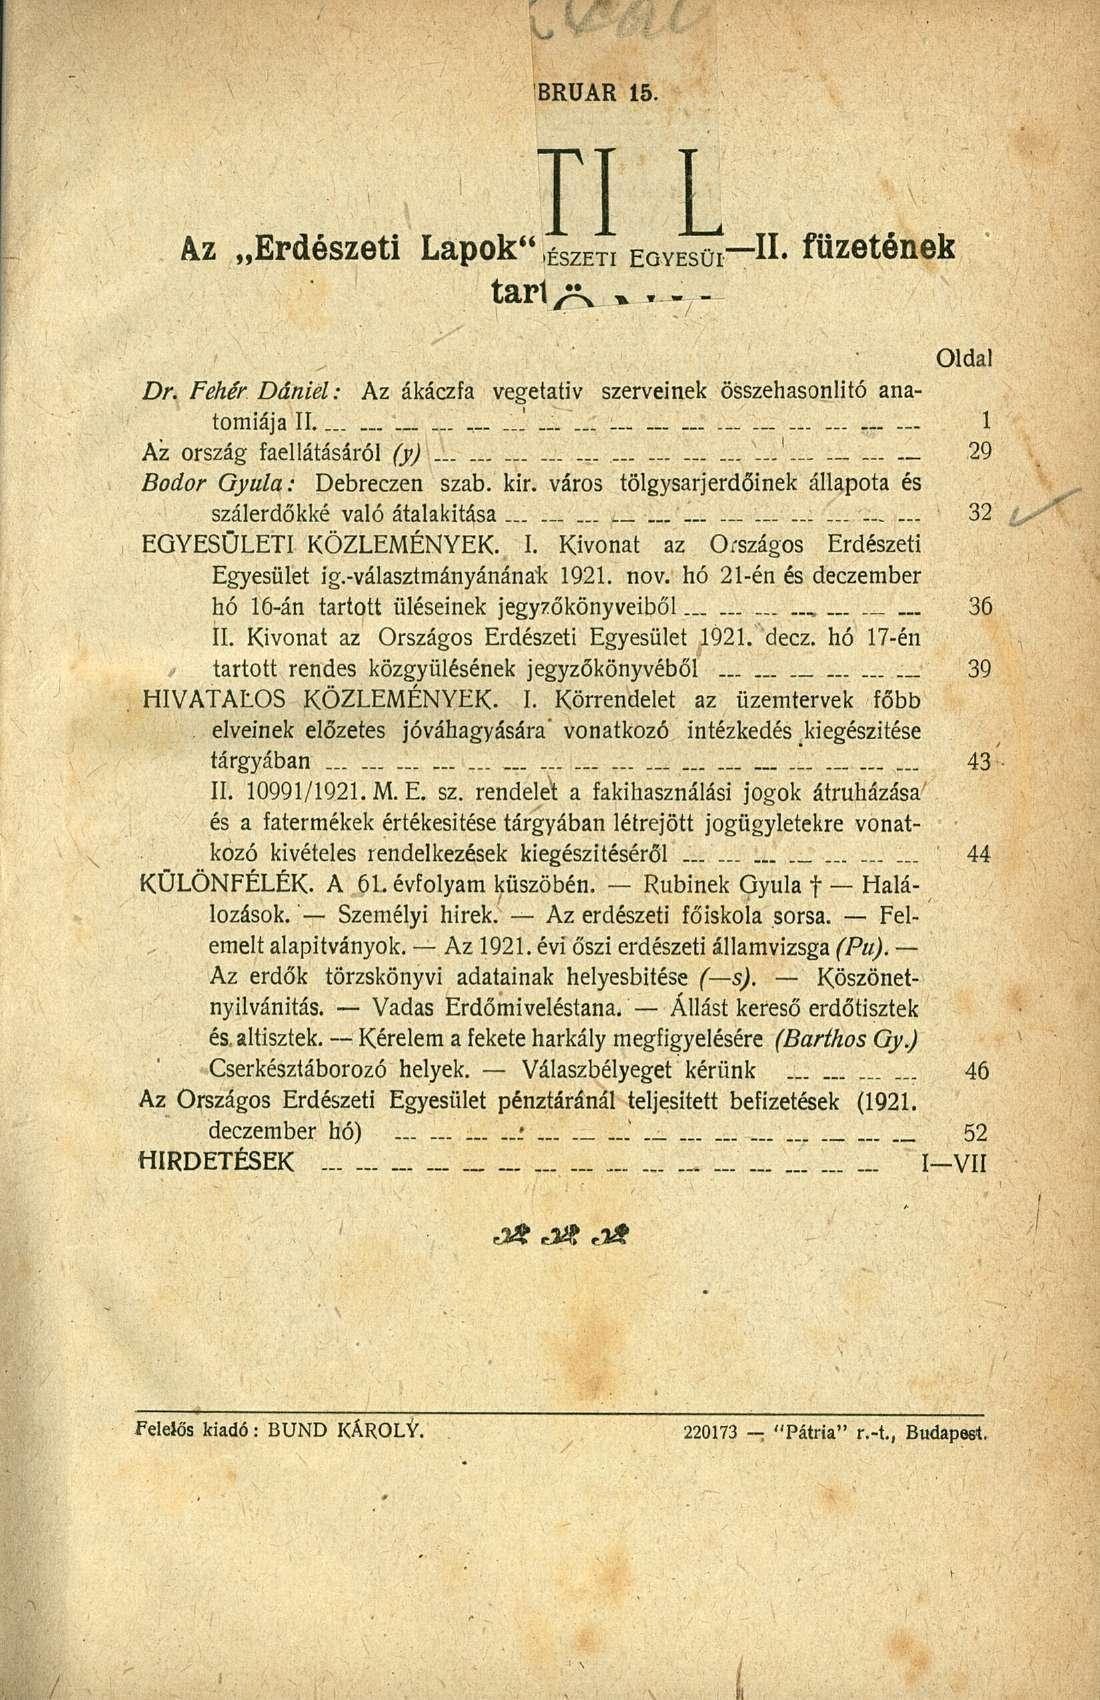 BRUAR 15.
TI L
Az „Erdészeti Lapok“ ÉSZETI EGYESÜL —II. füzetének
tart
Oldal
Dr. Fehér Dániel: Az ákáczfa vegetativ szerveinek összehasonlitó ana-
tomiája II. 1
Az ország faellátásáról (y) 29
Bodor Gyula: Debreczen szab. kir. város tölgysarjerdőinek állapota és
szálerdőkké való átalakitása 32
EGYESÜLETI KÖZLEMÉNYEK. I. Kivonat az Országos Erdészeti
Egyesület ig.-választmányánának 1921. nov. hó 21-én és deczember
hó 16-án tartott üléseinek jegyzőkönyveiből 36
II. Kivonat az Országos Erdészeti Egyesület 1921. decz. hó 17-én
tartott rendes közgyülésének jegyzőkönyvéből 39
HIVATALOS KÖZLEMÉNYEK. I. Körrendelet az üzemtervek főbb
elveinek előzetes jóváhagyására vonatkozó intézkedés kiegészitése
tárgyában 43
II. 10991/1921. M. E. sz. rendelet a fakihasználási jogok átruházása
és a fatermékek értékesitése tárgyában létrejött jogügyletekre vonat-
kozó kivételes rendelkezések kiegészitéséről 44
KÜLÖNFÉLÉK. A 61. évfolyam küszöbén. — Rubinek Gyula † — Halá-
lozások. — Személyi hirek. — Az erdészeti főiskola sorsa. — Fel-
emelt alapitványok. — Az 1921. évi őszi erdészeti államvizsga (Pu). —
Az erdők törzskönyvi adatainak helyesbitése (—s). — Köszönet-
nyilvánitás. — Vadas Erdőmiveléstana. — Állást kereső erdőtisztek
és altisztek. — Kérelem a fekete harkály megfigyelésére (Barthos Gy.)
Cserkésztáborozó helyek. — Válaszbélyeget kérünk 46
Az Országos Erdészeti Egyesület pénztáránál teljesitett befizetések (1921.
deczember hó) 52
HIRDETÉSEK I—VII
Felelős kiadó: BUND KÁROLY. 220173 — "Pátria" r.-t., Budapest.